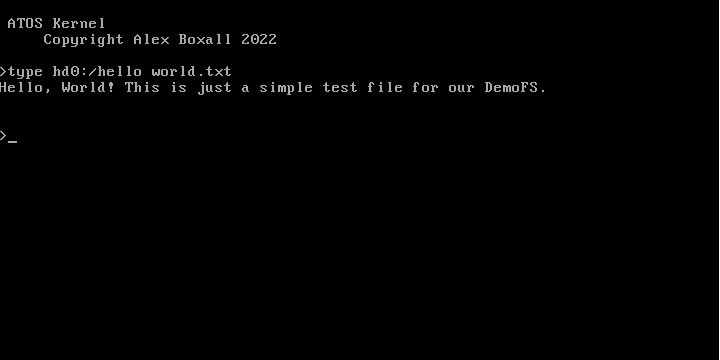 ATOS Kernel
Copyright Alex Boxall 2022
>type hd0:/hello world.txt
Hello, World! This is just a simple test file for our DemoFS.
>_